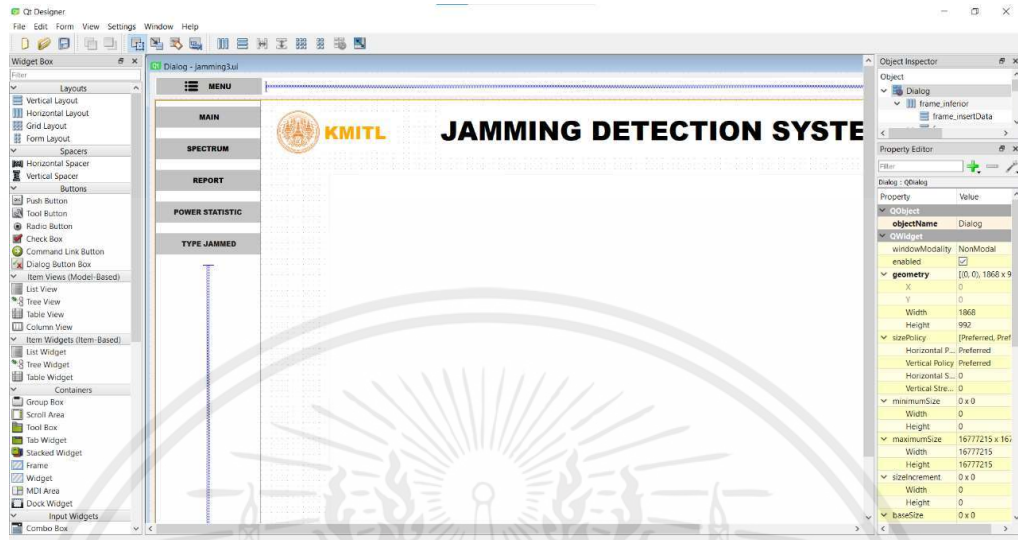 Qt Designer
File Edit Form View Settings Window Help
Widget Box
Filter
Layouts
Vertical Layout
Horizontal Layout
Grid Layout
Form Layout
Spacers
Horizontal Spacer
Vertical Spacer
Buttons
Push Button
Tool Button
Radio Button
Check Box
Command Link Button
Dialog Button Box
Item Views (Model-Based)
List View
Tree View
Table View
Column View
Item Widgets (Item-Based)
List Widget
Tree Widget
Table Widget
Containers
Group Box
Scroll Area
Tool Box
Tab Widget
Stacked Widget
Frame
Widget
MDI Area
Dock Widget
Input Widgets
Combo Box
Dialog - jamming3.ui
MENU
MAIN
SPECTRUM
REPORT
POWER STATISTIC
TYPE JAMMED
KMITL
JAMMING DETECTION SYSTE
Object Inspector
Object
Dialog
frame_inferior
frame_insertData
Property Editor
Filter
Dialog : QDialog
Property Value
QObject
objectName Dialog
QWidget
windowModality NonModal
enabled
geometry [(0, 0), 1868 x 9
X 0
Y 0
Width 1868
Height 992
sizePolicy [Preferred, Pref
Horizontal P... Preferred
Vertical Policy Preferred
Horizontal S... 0
Vertical Stre... 0
minimumSize 0 x 0
Width 0
Height 0
maximumSize 16777215 x 167
Width 16777215
Height 16777215
sizeIncrement 0 x 0
Width 0
Height 0
baseSize 0 x 0